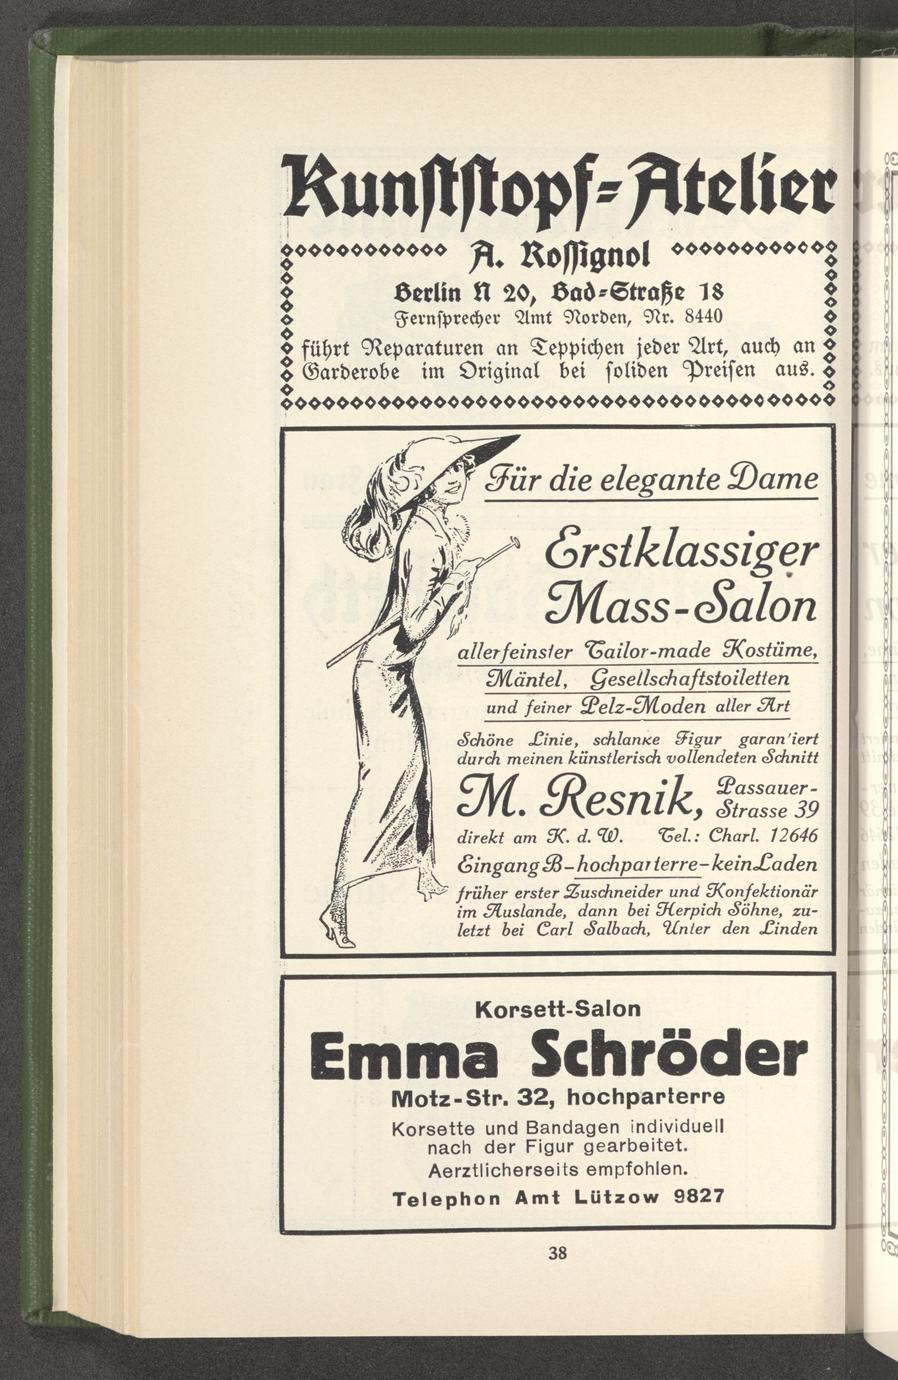 Kunststopf-Atelier
A. Rossignol
Berlin N 20, Bad-Straße 18
Fernsprecher Amt Norden, Nr. 8440
führt Reparaturen an Teppichen jeder Art, auch an
Garderobe im Original bei soliden Preisen aus.
Für die elegante Dame
Erstklassiger
Mass-Salon
allerfeinster Tailor-made Kostüme,
Mäntel, Gesellschaftstoiletten
und feiner Pelz-Moden aller Art
Schöne Linie, schlanke Figur garan'iert
durch meinen künstlerisch vollendeten Schnitt
M. Resnik, Passauer-
Strasse 39
direkt am K. d. W. Tel.: Charl. 12646
Eingang B-hochparterre-kein Laden
früher erster Zuschneider und Konfektionär
im Auslande, dann bei Herpich Söhne, zu-
letzt bei Carl Salbach, Unter den Linden
Korsett-Salon
Emma Schröder
Motz-Str. 32, hochparterre
Korsette und Bandagen individuell
nach der Figur gearbeitet.
Aerztlicherseits empfohlen.
Telephon Amt Lützow 9827
38